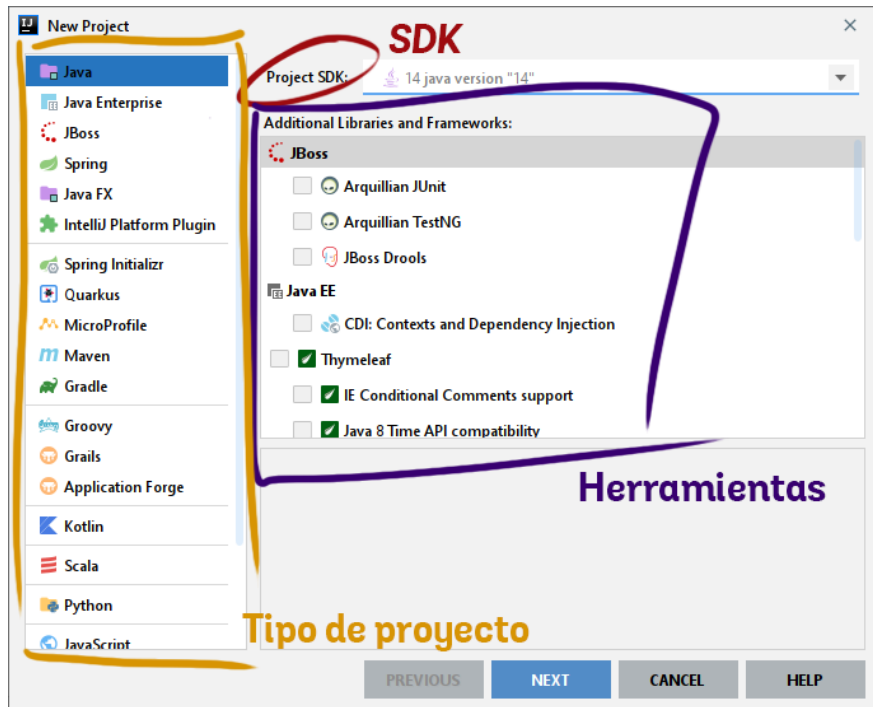 New Project
SDK
Project SDK: 14 java version "14"
Java
Java Enterprise
JBoss
Spring
Java FX
IntelliJ Platform Plugin
Spring Initializr
Quarkus
MicroProfile
Maven
Gradle
Groovy
Grails
Application Forge
Kotlin
Scala
Python
JavaScript
Additional Libraries and Frameworks:
JBoss
Arquillian JUnit
Arquillian TestNG
JBoss Drools
Java EE
CDI: Contexts and Dependency Injection
Thymeleaf
IE Conditional Comments support
Java 8 Time API compatibility
Herramientas
Tipo de proyecto
PREVIOUS
NEXT
CANCEL
HELP